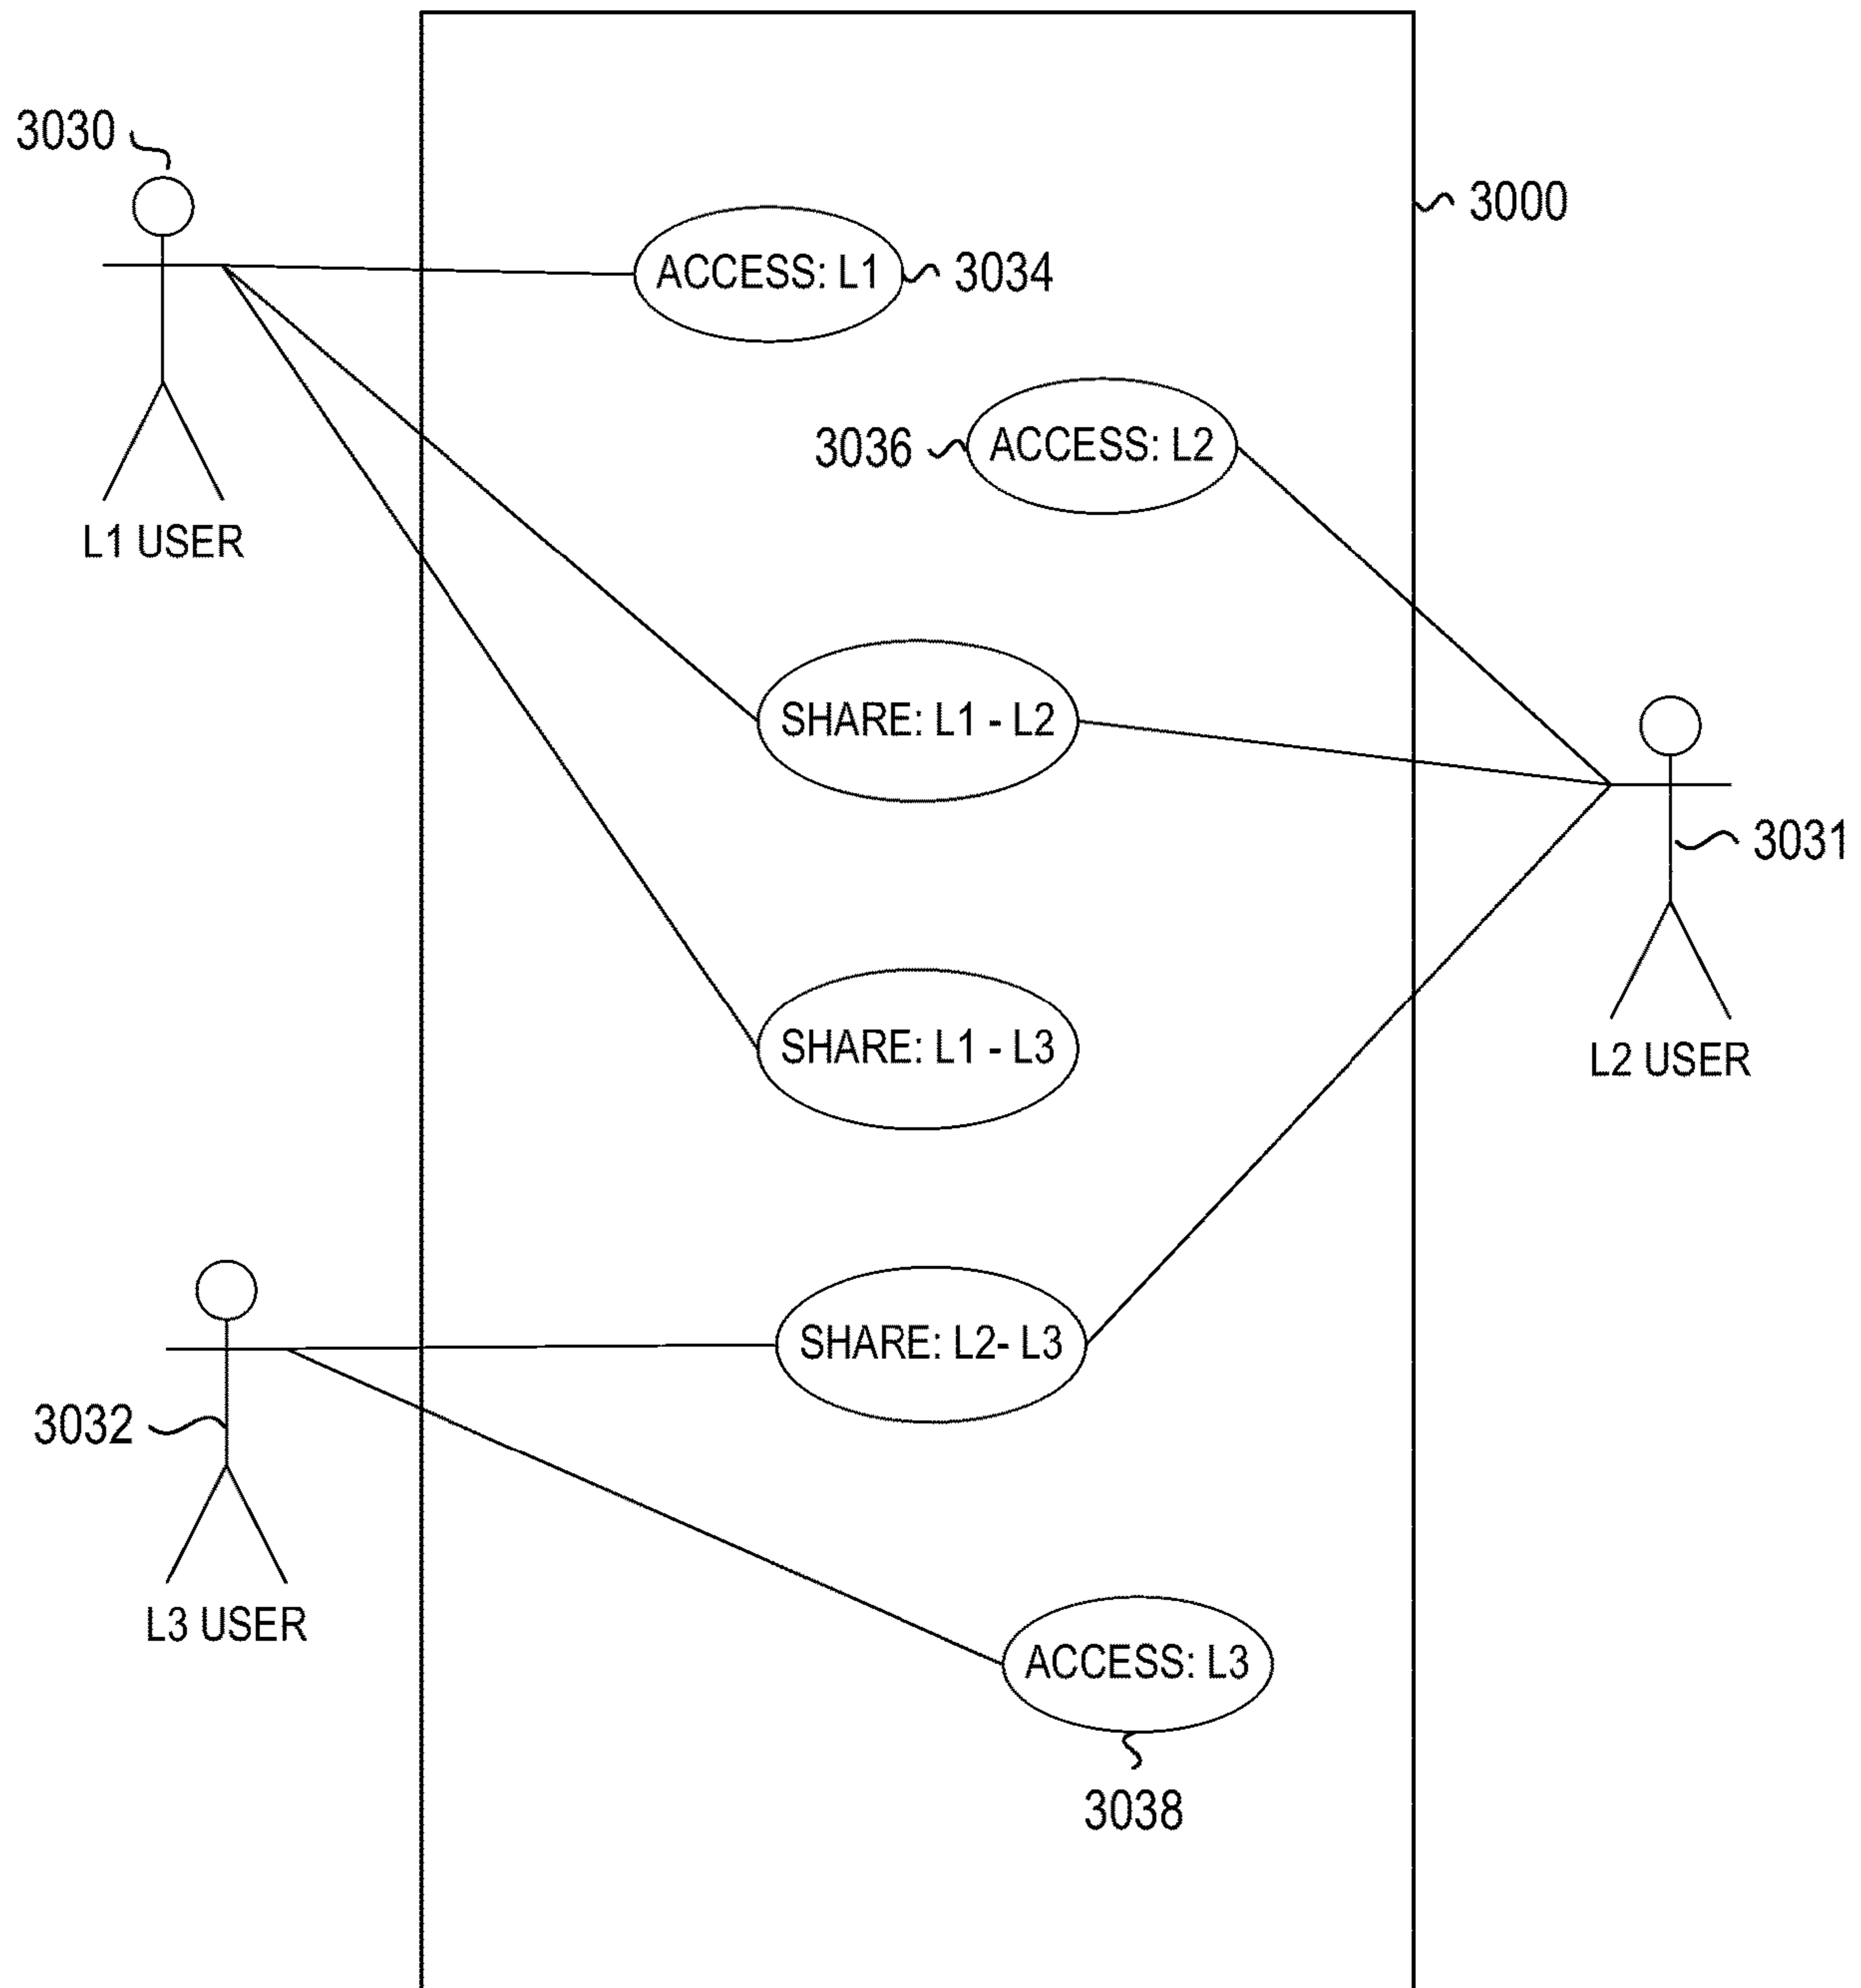 3030
3000
ACCESS: L1
3034
3036
ACCESS: L2
L1 USER
SHARE: L1 - L2
3031
SHARE: L1 - L3
L2 USER
SHARE: L2- L3
3032
L3 USER
ACCESS: L3
3038